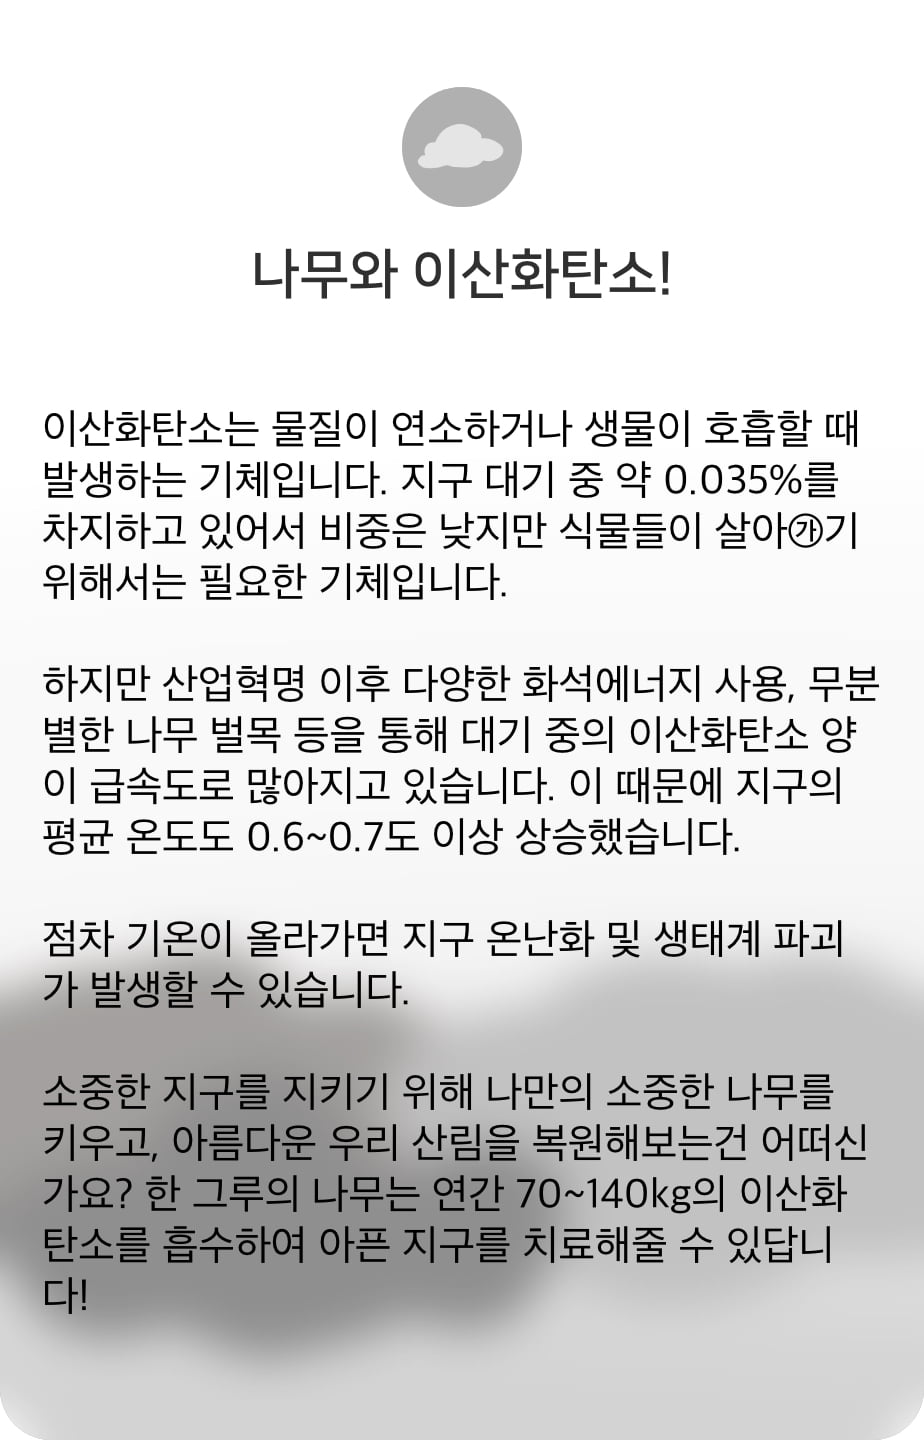 나무와 이산화탄소!
이산화탄소는 물질이 연소하거나 생물이 호흡할 때
발생하는 기체입니다. 지구 대기 중 약 0.035%를
차지하고 있어서 비중은 낮지만 식물들이 살아㉮기
위해서는 필요한 기체입니다.
하지만 산업혁명 이후 다양한 화석에너지 사용, 무분
별한 나무 벌목 등을 통해 대기 중의 이산화탄소 양
이 급속도로 많아지고 있습니다. 이 때문에 지구의
평균 온도도 0.6~0.7도 이상 상승했습니다.
점차 기온이 올라가면 지구 온난화 및 생태계 파괴
가 발생할 수 있습니다.
소중한 지구를 지키기 위해 나만의 소중한 나무를
키우고, 아름다운 우리 산림을 복원해보는건 어떠신
가요? 한 그루의 나무는 연간 70~140kg의 이산화
탄소를 흡수하여 아픈 지구를 치료해줄 수 있답니
다!